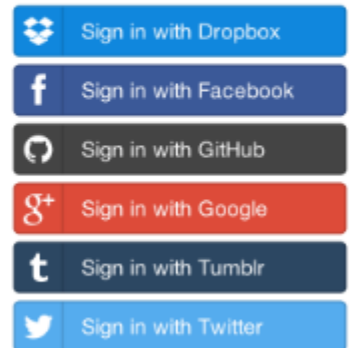 Sign in with Dropbox
f Sign in with Facebook
Sign in with GitHub
g+ Sign in with Google
t Sign in with Tumblr
Sign in with Twitter